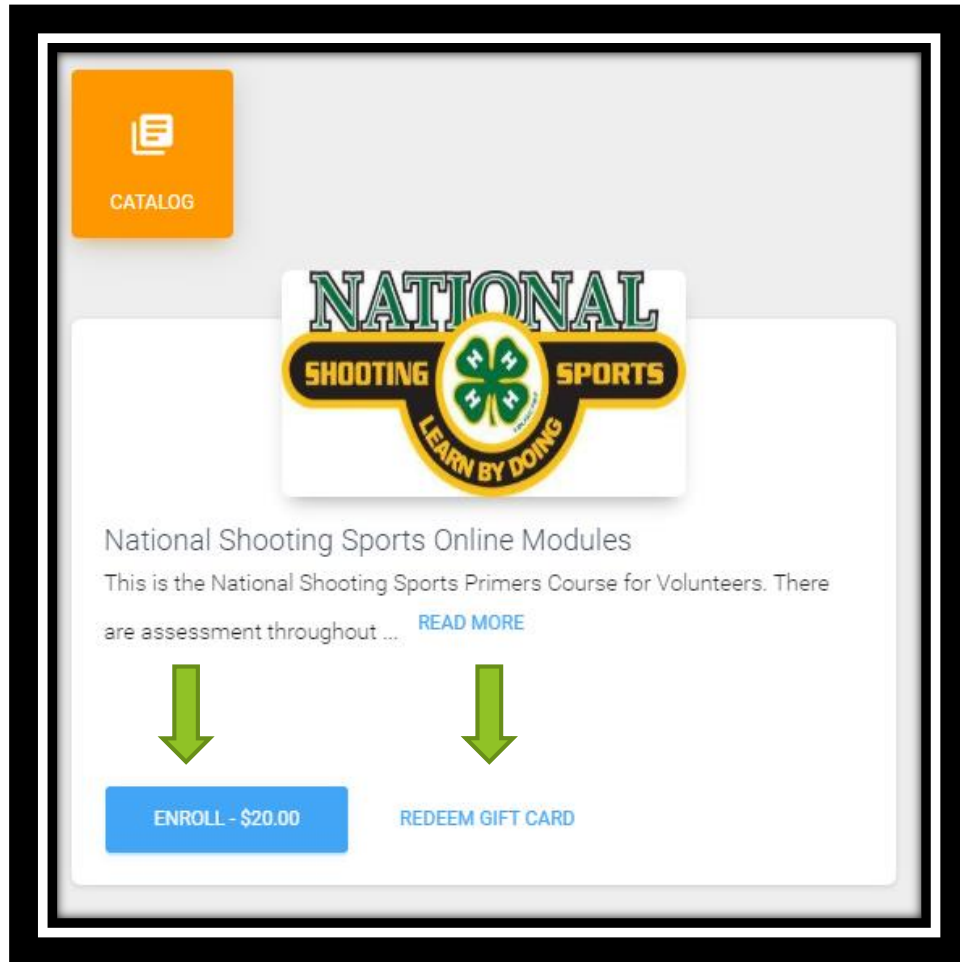 CATALOG
NATIONAL
SHOOTING SPORTS
H H
H H
LEARN BY DOING
National Shooting Sports Online Modules
This is the National Shooting Sports Primers Course for Volunteers. There
are assessment throughout ... READ MORE
ENROLL - $20.00 REDEEM GIFT CARD